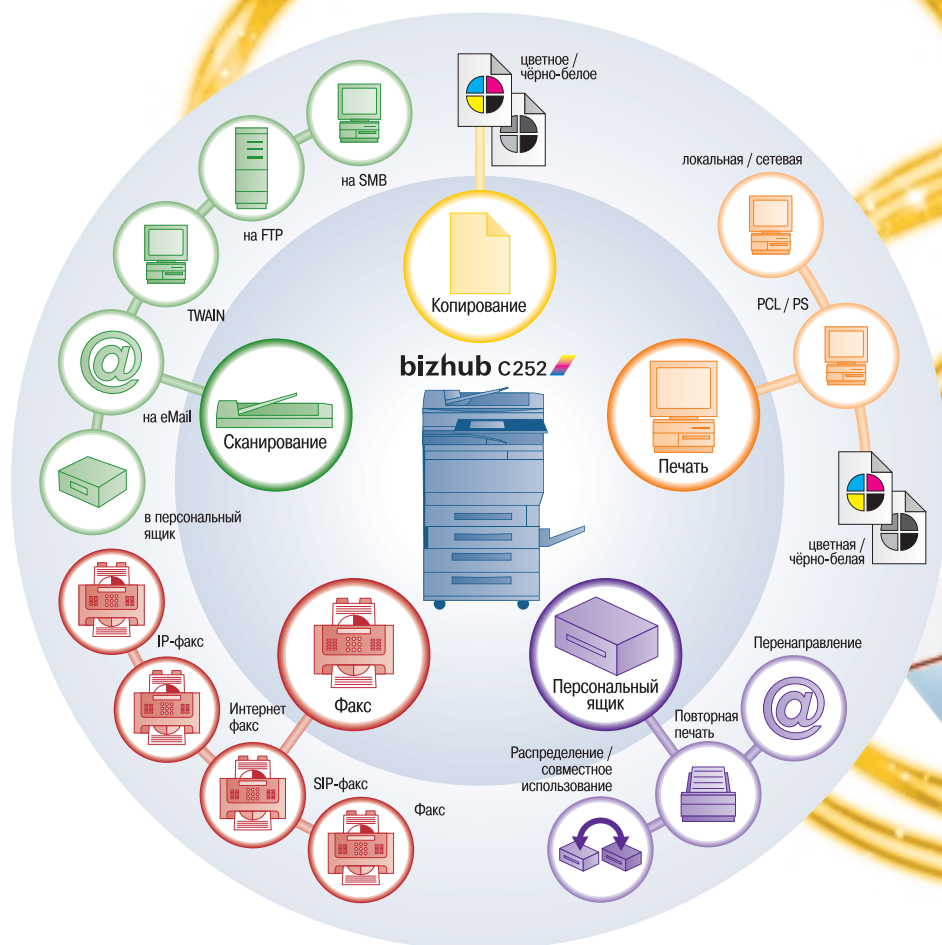 цветное /
чёрно-белое
на SMB
на FTP
TWAIN
на eMail
в персональный
ящик
Сканирование
Копирование
bizhub C252
локальная / сетевая
PCL / PS
Печать
цветная /
чёрно-белая
IP-факс
Интернет
факс
SIP-факс
Факс
Факс
Персональный
ящик
Перенаправление
Повторная
печать
Распределение /
совместное
использование